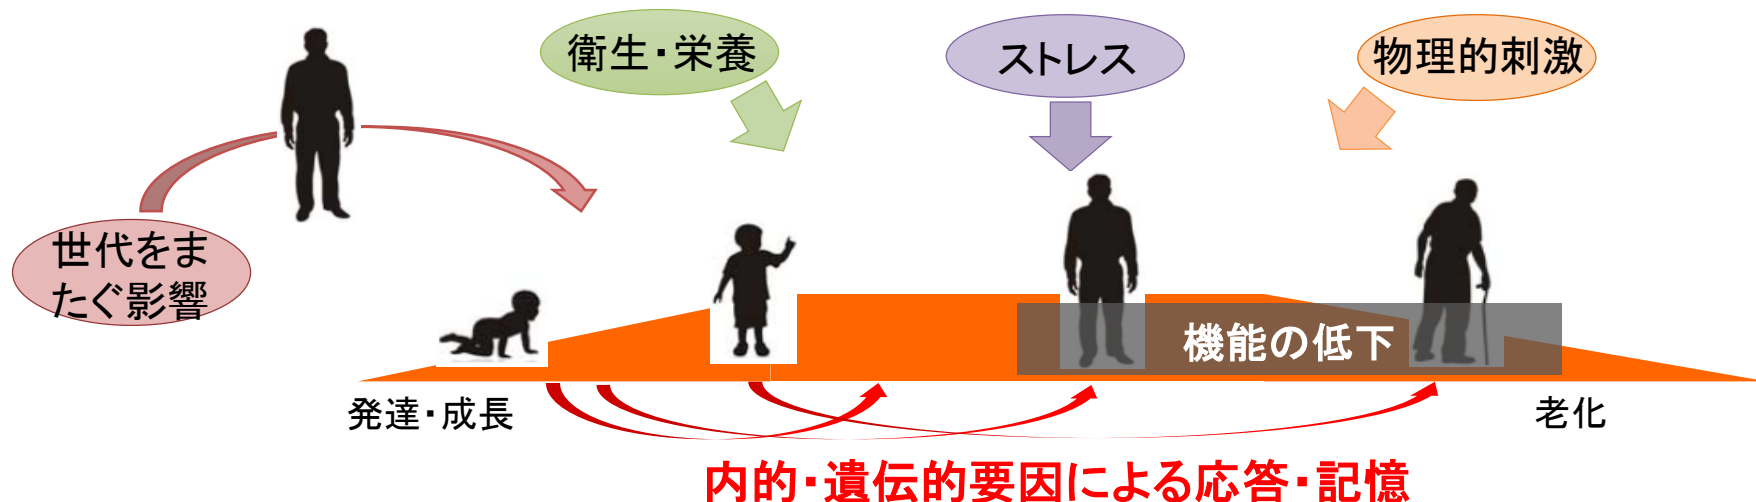 衛生・栄養
ストレス
物理的刺激
世代をま
たぐ影響
機能の低下
発達・成長
老化
内的・遺伝的要因による応答・記憶